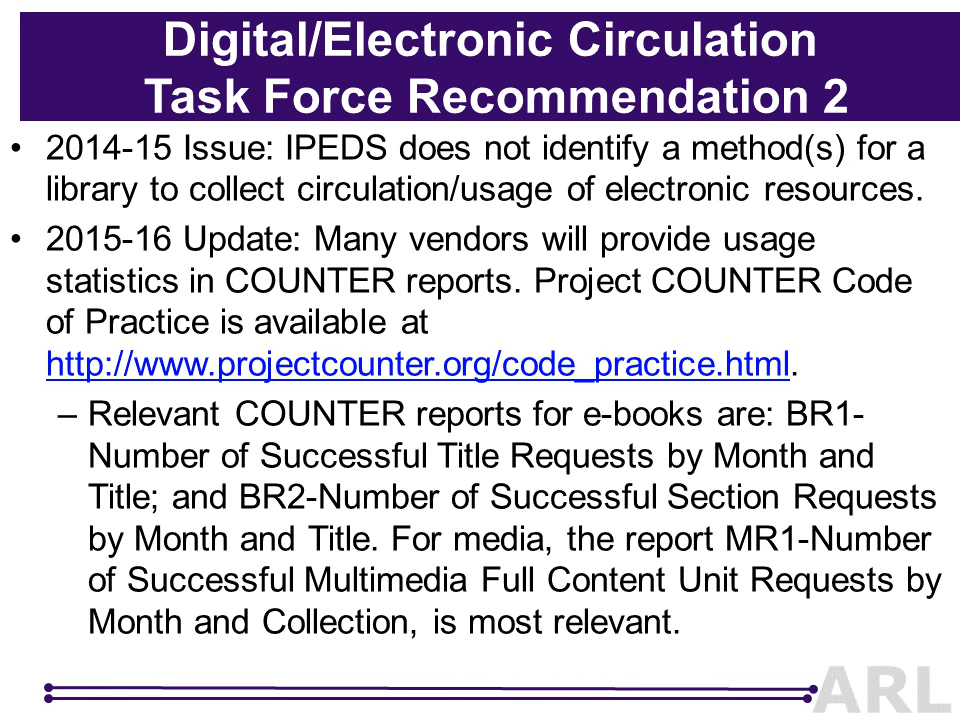 Digital/Electronic Circulation
Task Force Recommendation 2
• 2014-15 Issue: IPEDS does not identify a method(s) for a
library to collect circulation/usage of electronic resources.
• 2015-16 Update: Many vendors will provide usage
statistics in COUNTER reports. Project COUNTER Code
of Practice is available at
http://www.projectcounter.org/code_practice.html.
– Relevant COUNTER reports for e-books are: BR1-
Number of Successful Title Requests by Month and
Title; and BR2-Number of Successful Section Requests
by Month and Title. For media, the report MR1-Number
of Successful Multimedia Full Content Unit Requests by
Month and Collection, is most relevant.
ARL